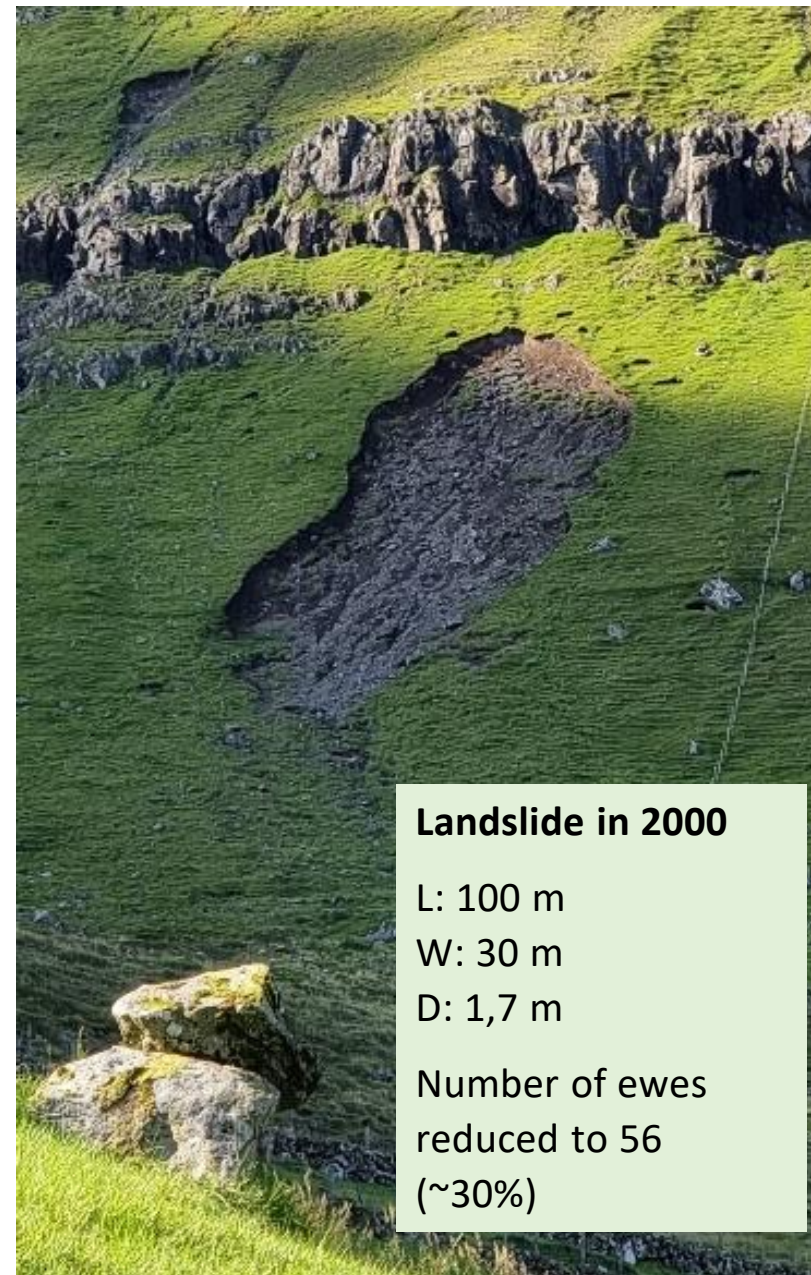 Landslide in 2000
L: 100 m
W: 30 m
D: 1,7 m
Number of ewes
reduced to 56
(~30%)